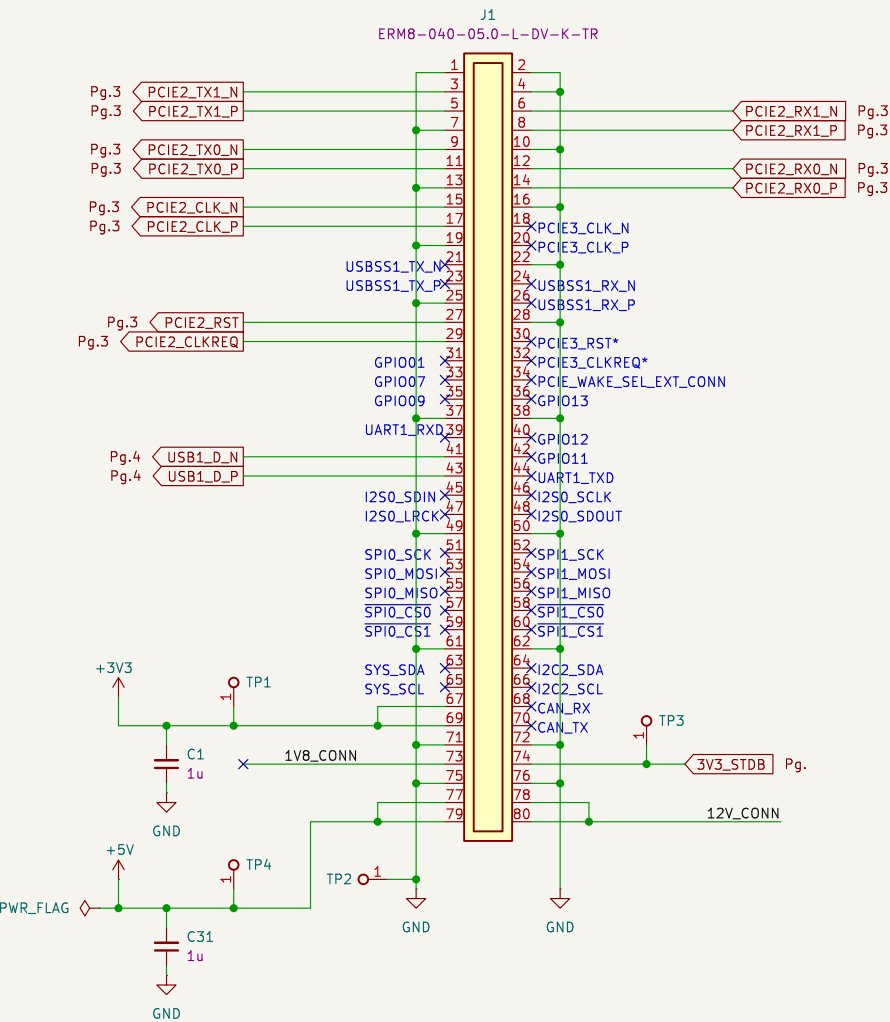 J1
ERM8-040-05.0-L-DV-K-TR
1 2
Pg.3 PCIE2_TX1_N 3 4
Pg.3 PCIE2_TX1_P 5 6 PCIE2_RX1_N Pg.3
7 8 PCIE2_RX1_P Pg.3
Pg.3 PCIE2_TX0_N 9 10
Pg.3 PCIE2_TX0_P 11 12 PCIE2_RX0_N Pg.3
13 14 PCIE2_RX0_P Pg.3
Pg.3 PCIE2_CLK_N 15 16
Pg.3 PCIE2_CLK_P 17 18 PCIE3_CLK_N
19 20 PCIE3_CLK_P
USBSS1_TX_N 21 22
USBSS1_TX_P 23 24 USBSS1_RX_N
25 26 USBSS1_RX_P
Pg.3 PCIE2_RST 27 28
Pg.3 PCIE2_CLKREQ 29 30 PCIE3_RST*
GPIO01 31 32 PCIE3_CLKREQ*
GPIO07 33 34 PCIE_WAKE_SEL_EXT_CONN
GPIO09 35 36 GPIO13
37 38
UART1_RXD 39 40 GPIO12
Pg.4 USB1_D_N 41 42 GPIO11
Pg.4 USB1_D_P 43 44 UART1_TXD
I2S0_SDIN 45 46 I2S0_SCLK
I2S0_LRCK 47 48 I2S0_SDOUT
49 50
SPI0_SCK 51 52 SPI1_SCK
SPI0_MOSI 53 54 SPI1_MOSI
SPI0_MISO 55 56 SPI1_MISO
SPI0_CS0 57 58 SPI1_CS0
SPI0_CS1 59 60 SPI1_CS1
61 62
+3V3 SYS_SDA 63 64 I2C2_SDA
TP1 1 SYS_SCL 65 66 I2C2_SCL
67 68 CAN_RX
69 70 CAN_TX
TP3 1
71 72
C1 1V8_CONN 73 74 3V3_STDB Pg.
1u 75 76
77 78
GND 79 80 12V_CONN
+5V
TP4 1
TP2 1
PWR_FLAG
GND GND
C31
1u
GND